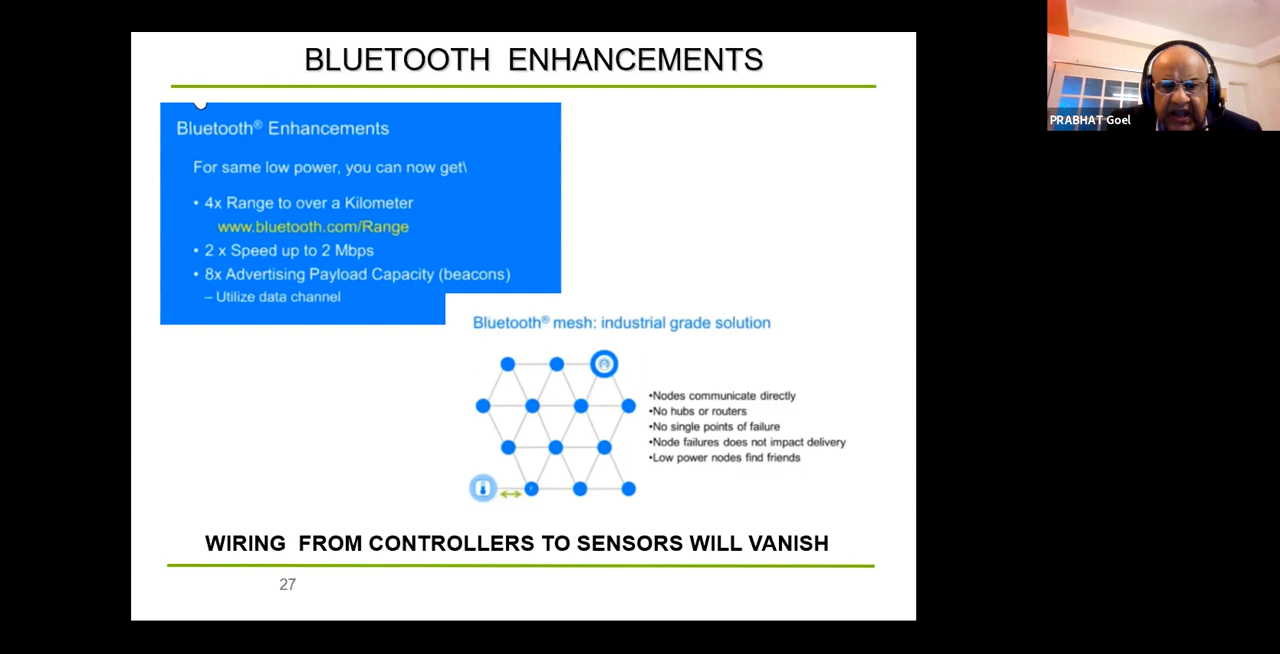 BLUETOOTH ENHANCEMENTS
Bluetooth® Enhancements
For same low power, you can now get\
• 4x Range to over a Kilometer
www.bluetooth.com/Range
• 2 x Speed up to 2 Mbps
• 8x Advertising Payload Capacity (beacons)
– Utilize data channel
Bluetooth® mesh: industrial grade solution
•Nodes communicate directly
•No hubs or routers
•No single points of failure
•Node failures does not impact delivery
•Low power nodes find friends
WIRING FROM CONTROLLERS TO SENSORS WILL VANISH
27
PRABHAT Goel